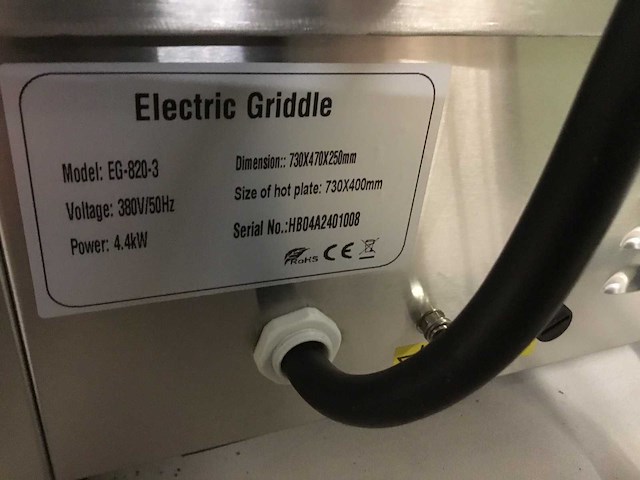 Electric Griddle
Model: EG-820-3
Voltage: 380V/50Hz
Power: 4.4kW
Dimension:: 730X470X250mm
Size of hot plate: 730X400mm
Serial No.:HB04A2401008
RoHS CE